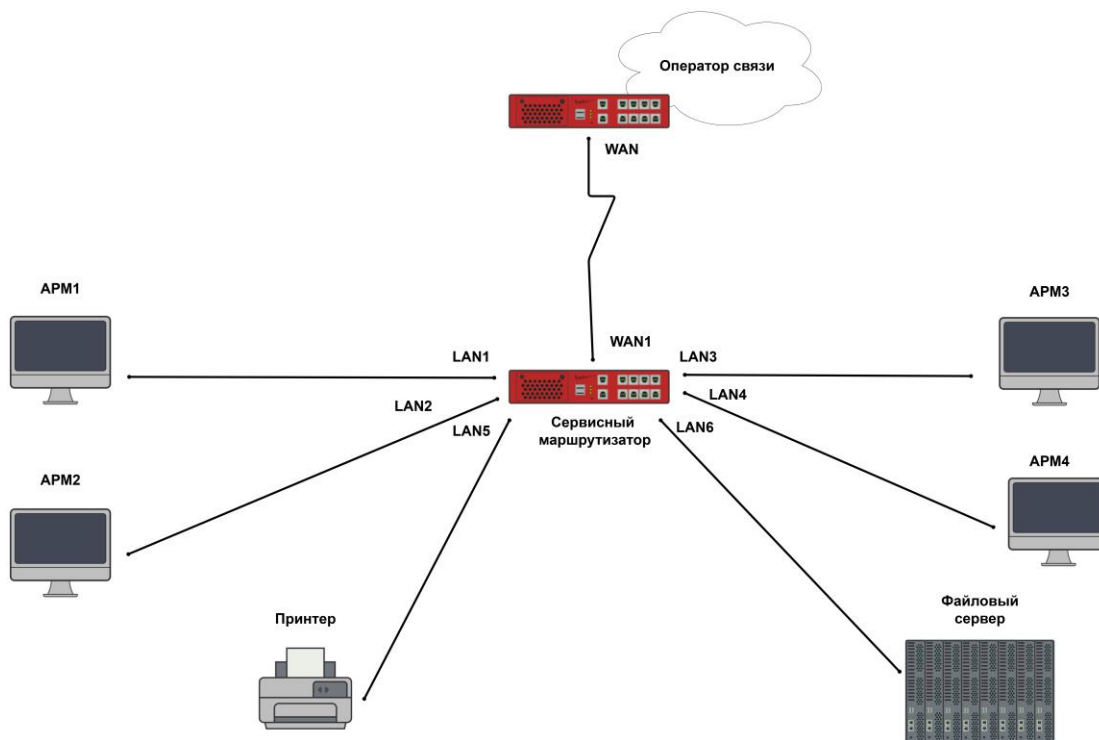 Оператор связи
WAN
АРМ1
АРМ3
WAN1
LAN1
LAN3
LAN2
LAN4
LAN5
LAN6
Сервисный
маршрутизатор
АРМ2
АРМ4
Принтер
Файловый
сервер